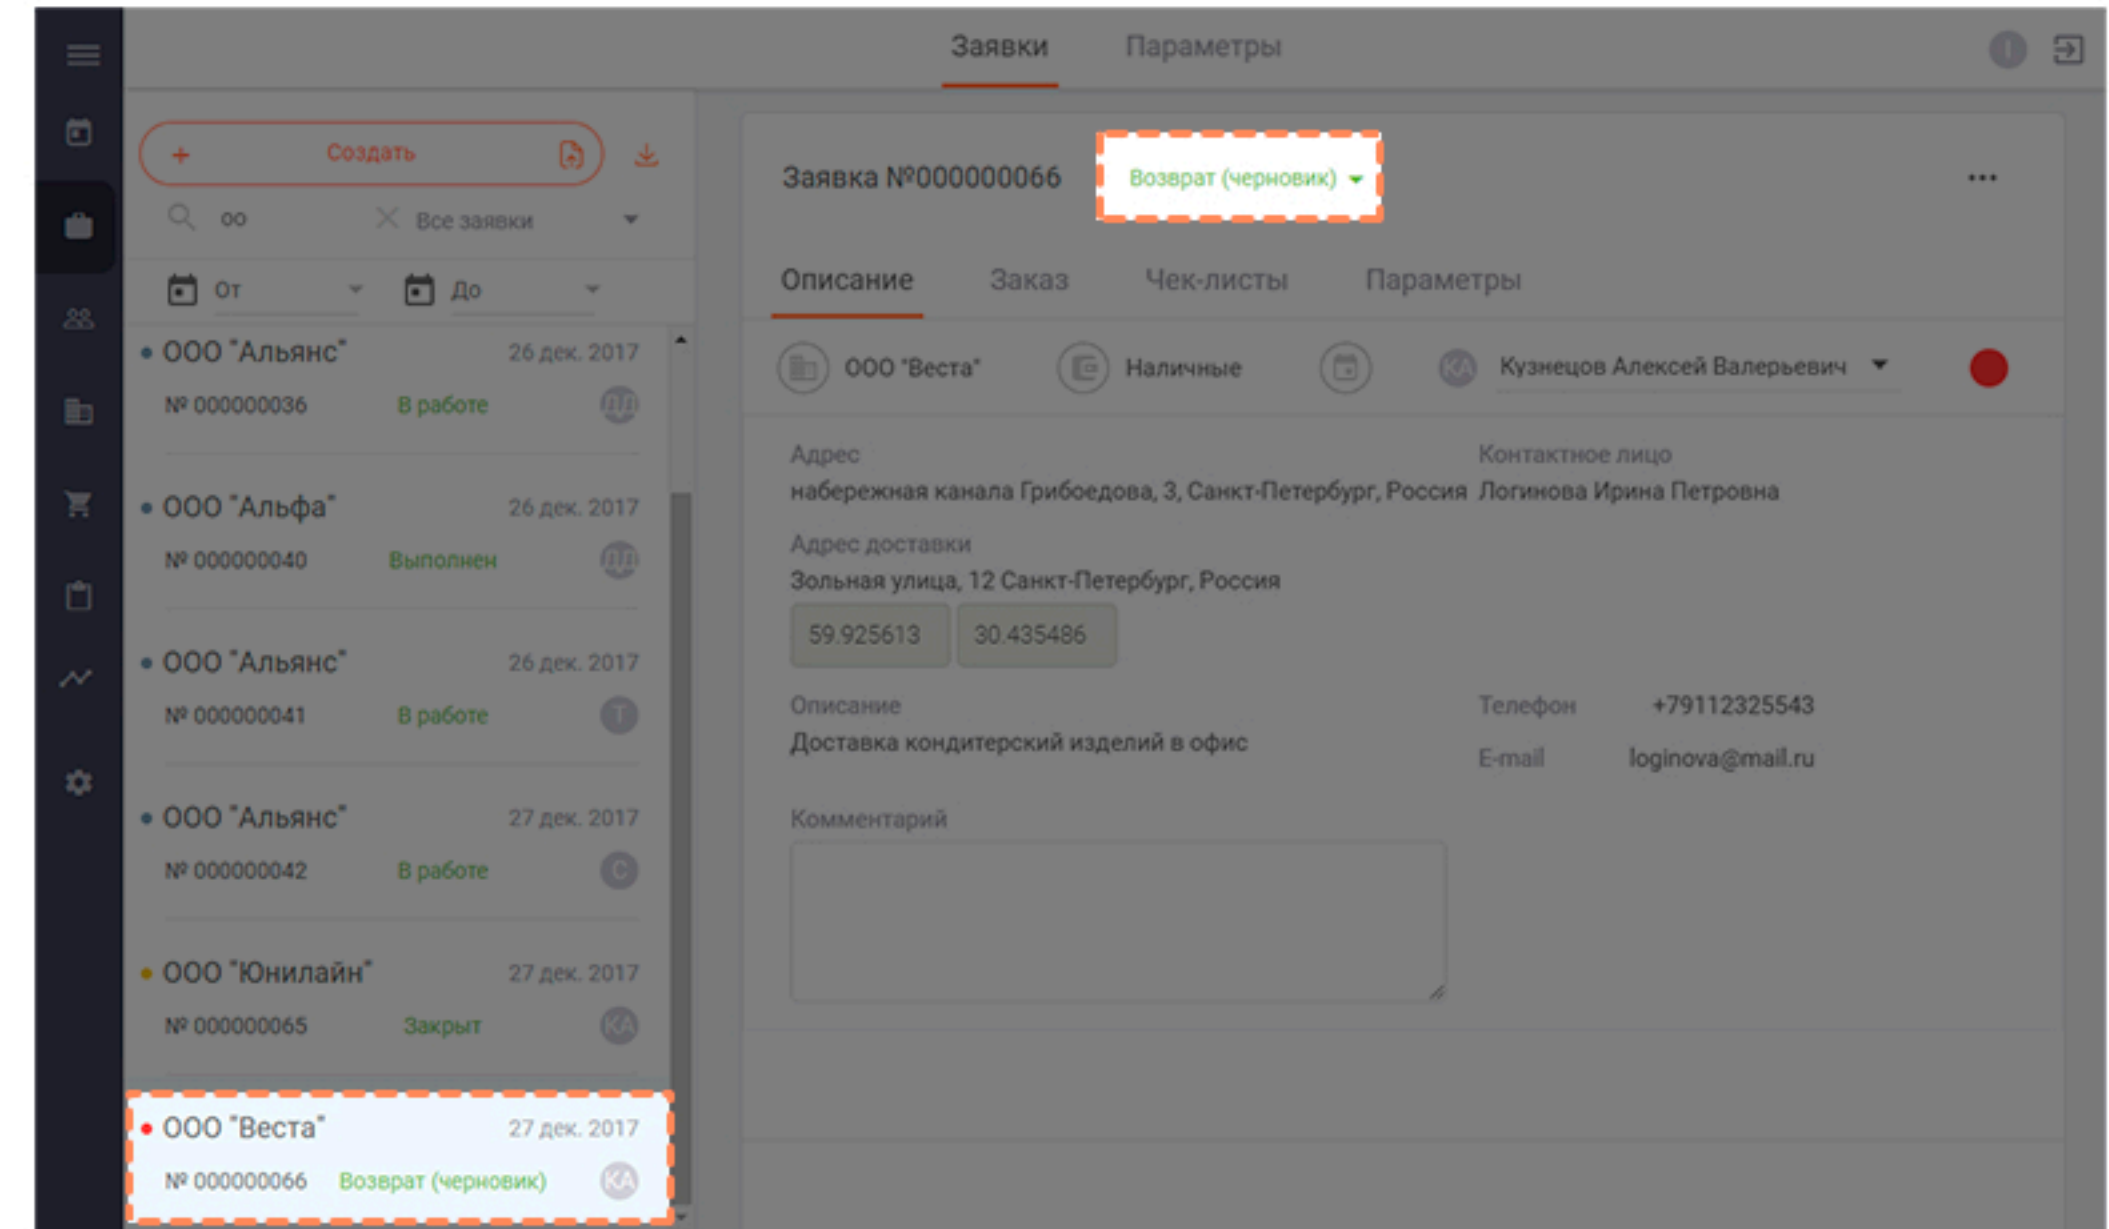 Заявки Параметры I
+ Создать
оо Все заявки
От До
ООО "Альянс" 26 дек. 2017
№ 000000036 В работе ДД
ООО "Альфа" 26 дек. 2017
№ 000000040 Выполнен ДД
ООО "Альянс" 26 дек. 2017
№ 000000041 В работе Т
ООО "Альянс" 27 дек. 2017
№ 000000042 В работе С
ООО "Юнилайн" 27 дек. 2017
№ 000000065 Закрыт КА
ООО "Веста" 27 дек. 2017
№ 000000066 Возврат (черновик) КА
Заявка №000000066 Возврат (черновик)
Описание Заказ Чек-листы Параметры
ООО "Веста" Наличные КА Кузнецов Алексей Валерьевич
Адрес Контактное лицо
набережная канала Грибоедова, 3, Санкт-Петербург, Россия Логинова Ирина Петровна
Адрес доставки
Зольная улица, 12 Санкт-Петербург, Россия
59.925613 30.435486
Описание Телефон +79112325543
Доставка кондитерский изделий в офис
E-mail loginova@mail.ru
Комментарий